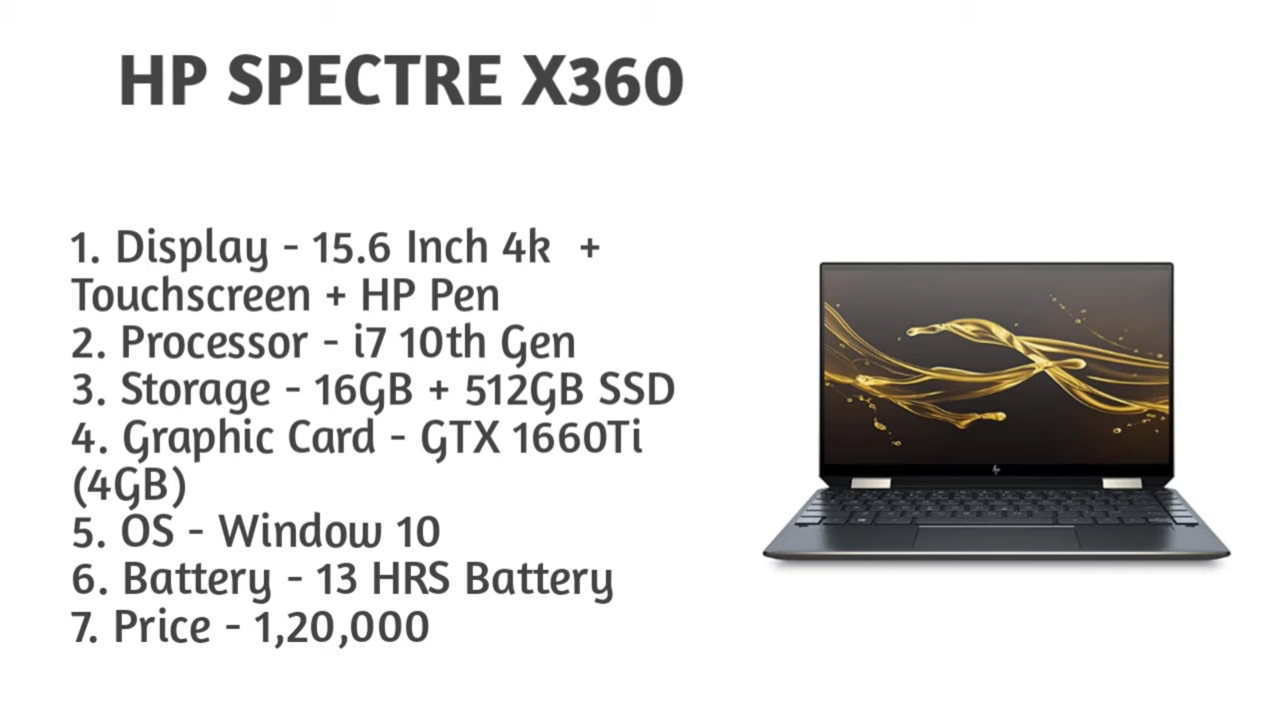 HP SPECTRE X360
1. Display - 15.6 Inch 4k +
Touchscreen + HP Pen
2. Processor - i7 10th Gen
3. Storage - 16GB + 512GB SSD
4. Graphic Card - GTX 1660Ti
(4GB)
5. OS - Window 10
6. Battery - 13 HRS Battery
7. Price - 1,20,000